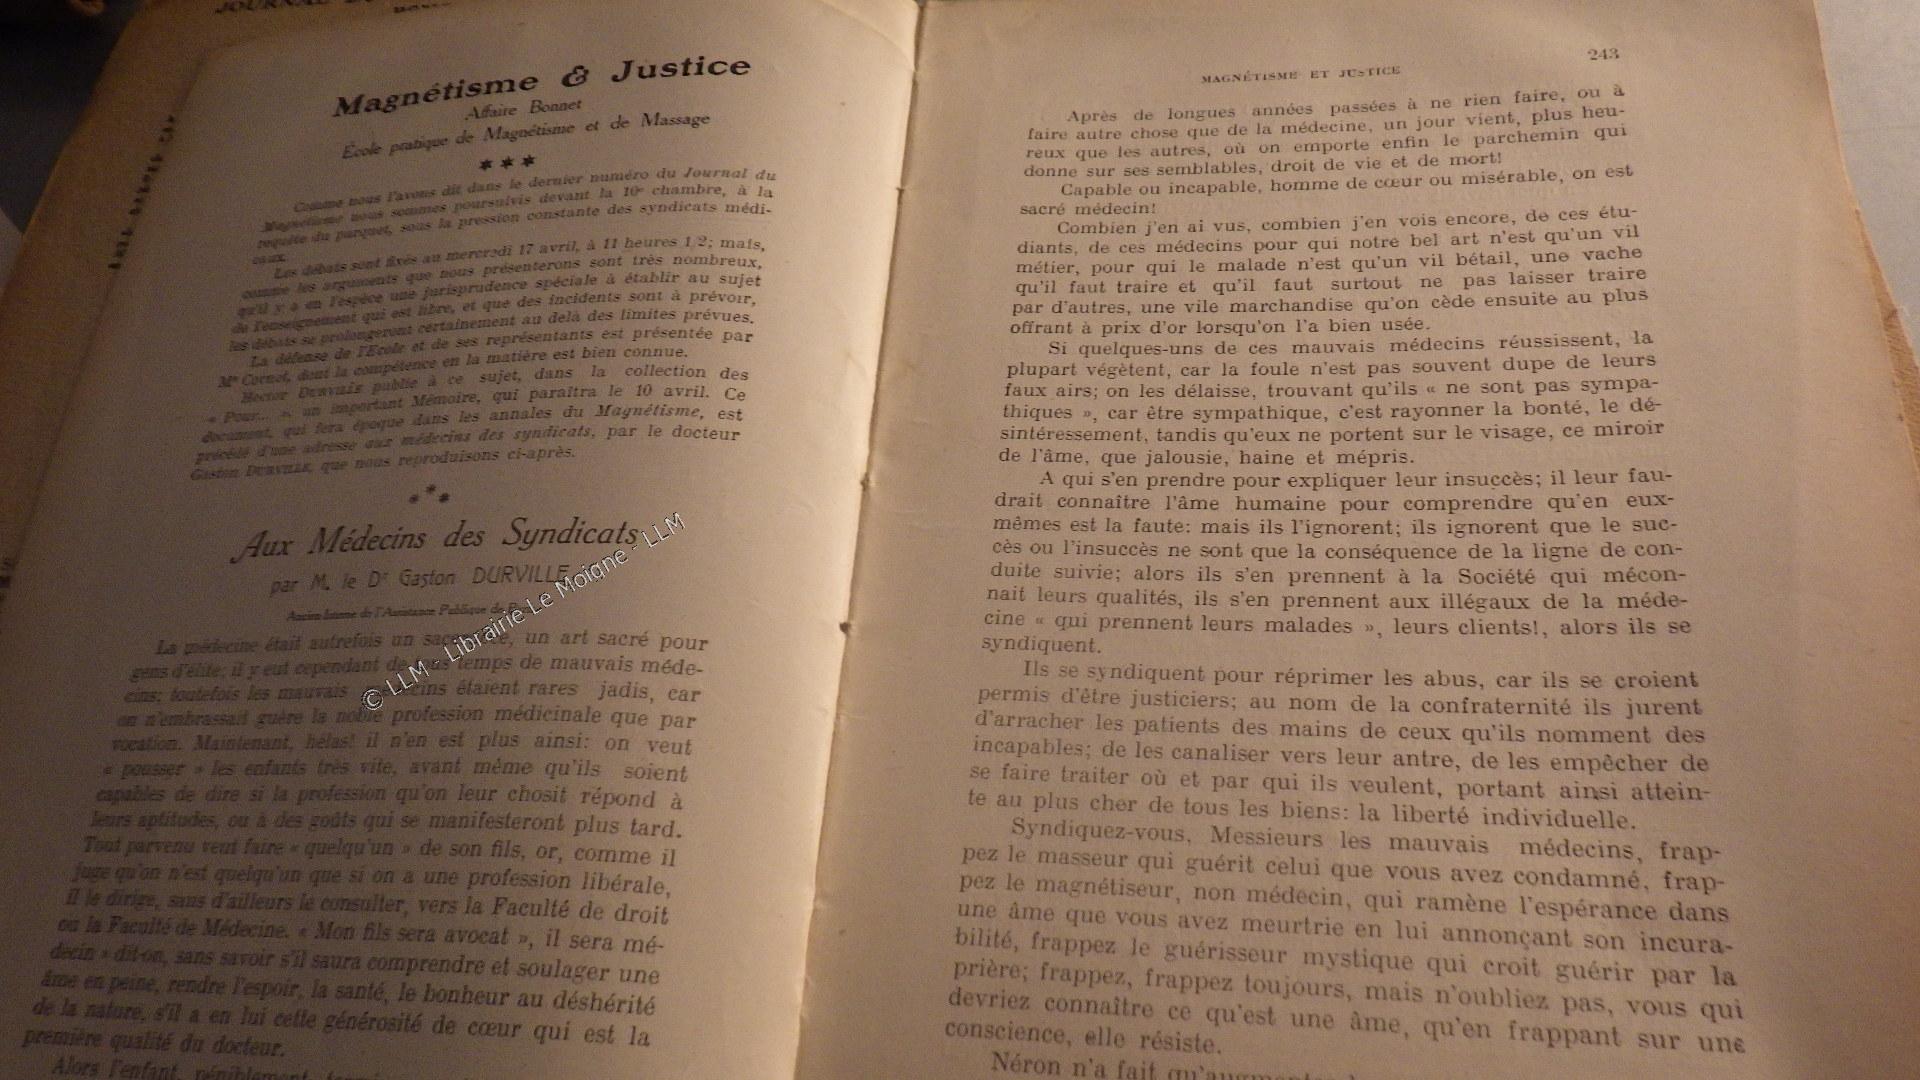 JOURNAL
Magnétisme & Justice
Affaire Bonnet
École pratique de Magnétisme et de Massage
Comme nous l'avons dit dans le dernier numéro du Journal du
Magnétisme nous sommes poursuivis devant la 10e chambre, à la
requête du parquet, sous la pression constante des syndicats médi-
caux.
Les débats sont fixés au mercredi 17 avril, à 11 heures 1/2; mais,
comme les arguments que nous présenterons sont très nombreux,
qu'il y a en l'espèce une jurisprudence spéciale à établir au sujet
de l'enseignement qui est libre, et que des incidents sont à prévoir,
les débats se prolongeront certainement au delà des limites prévues.
La défense de l'Ecole et de ses représentants est présentée par
Me Cornet, dont la compétence en la matière est bien connue.
Hector DURVILLE publie à ce sujet, dans la collection des
« Pour... », un important Mémoire, qui paraîtra le 10 avril. Ce
document, qui fera époque dans les annales du Magnétisme, est
précédé d'une adresse aux médecins des syndicats, par le docteur
Gaston DURVILLE, que nous reproduisons ci-après.
Aux Médecins des Syndicats
par M. le Dr Gaston DURVILLE
Ancien Interne de l'Assistance Publique de
La médecine était autrefois un un art sacré pour
gens d'élite; il y eut cependant de tous temps de mauvais méde-
cins; toutefois les mauvais médecins étaient rares jadis, car
on n'embrassait guère la noble profession médicinale que par
vocation. Maintenant, hélas! il n'en est plus ainsi: on veut
« pousser » les enfants très vite, avant même qu'ils soient
capables de dire si la profession qu'on leur chosit répond à
leurs aptitudes, ou à des goûts qui se manifesteront plus tard.
Tout parvenu veut faire « quelqu'un » de son fils, or, comme il
juge qu'on n'est quelqu'un que si on a une profession libérale,
il le dirige, sans d'ailleurs le consulter, vers la Faculté de droit
ou la Faculté de Médecine. « Mon fils sera avocat », il sera mé-
decin » dit-on, sans savoir s'il saura comprendre et soulager une
âme en peine, rendre l'espoir, la santé, le bonheur au déshérité
de la nature, s'il a en lui cette générosité de cœur qui est la
première qualité du docteur.
Alors l'enfant, péniblement
© LLM - Librairie Le Moigne - LLM
MAGNÉTISME ET JUSTICE 243
Après de longues années passées à ne rien faire, ou à
faire autre chose que de la médecine, un jour vient, plus heu-
reux que les autres, où on emporte enfin le parchemin qui
donne sur ses semblables, droit de vie et de mort!
Capable ou incapable, homme de cœur ou misérable, on est
sacré médecin!
Combien j'en ai vus, combien j'en vois encore, de ces étu-
diants, de ces médecins pour qui notre bel art n'est qu'un vil
métier, pour qui le malade n'est qu'un vil bétail, une vache
qu'il faut traire et qu'il faut surtout ne pas laisser traire
par d'autres, une vile marchandise qu'on cède ensuite au plus
offrant à prix d'or lorsqu'on l'a bien usée.
Si quelques-uns de ces mauvais médecins réussissent, la
plupart végètent, car la foule n'est pas souvent dupe de leurs
faux airs; on les délaisse, trouvant qu'ils « ne sont pas sympa-
thiques », car être sympathique, c'est rayonner la bonté, le dé-
sintéressement, tandis qu'eux ne portent sur le visage, ce miroir
de l'âme, que jalousie, haine et mépris.
A qui s'en prendre pour expliquer leur insuccès; il leur fau-
drait connaître l'âme humaine pour comprendre qu'en eux-
mêmes est la faute: mais ils l'ignorent; ils ignorent que le suc-
cès ou l'insuccès ne sont que la conséquence de la ligne de con-
duite suivie; alors ils s'en prennent à la Société qui mécon-
nait leurs qualités, ils s'en prennent aux illégaux de la méde-
cine « qui prennent leurs malades », leurs clients!, alors ils se
syndiquent.
Ils se syndiquent pour réprimer les abus, car ils se croient
permis d'être justiciers; au nom de la confraternité ils jurent
d'arracher les patients des mains de ceux qu'ils nomment des
incapables; de les canaliser vers leur antre, de les empêcher de
se faire traiter où et par qui ils veulent, portant ainsi attein-
te au plus cher de tous les biens: la liberté individuelle.
Syndiquez-vous, Messieurs les mauvais médecins, frap-
pez le masseur qui guérit celui que vous avez condamné, frap-
pez le magnétiseur, non médecin, qui ramène l'espérance dans
une âme que vous avez meurtrie en lui annonçant son incura-
bilité, frappez le guérisseur mystique qui croit guérir par la
prière; frappez, frappez toujours, mais n'oubliez pas, vous qui
devriez connaître ce qu'est une âme, qu'en frappant sur une
conscience, elle résiste.
Néron n'a fait qu'augmenter